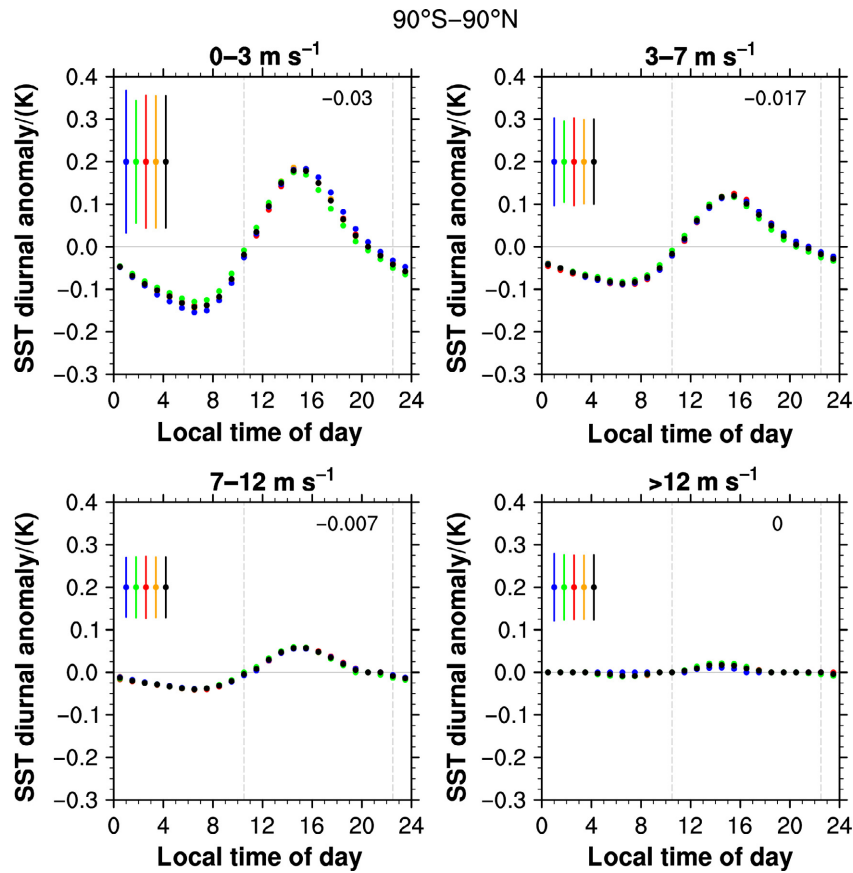 90°S–90°N
0–3 m s⁻¹
3–7 m s⁻¹
SST diurnal anomaly/(K)
0.4
0.3
0.2
0.1
0.0
−0.1
−0.2
−0.3
−0.03
0 4 8 12 16 20 24
Local time of day
SST diurnal anomaly/(K)
0.4
0.3
0.2
0.1
0.0
−0.1
−0.2
−0.3
−0.017
0 4 8 12 16 20 24
Local time of day
7–12 m s⁻¹
>12 m s⁻¹
SST diurnal anomaly/(K)
0.4
0.3
0.2
0.1
0.0
−0.1
−0.2
−0.3
−0.007
0 4 8 12 16 20 24
Local time of day
SST diurnal anomaly/(K)
0.4
0.3
0.2
0.1
0.0
−0.1
−0.2
−0.3
0
0 4 8 12 16 20 24
Local time of day